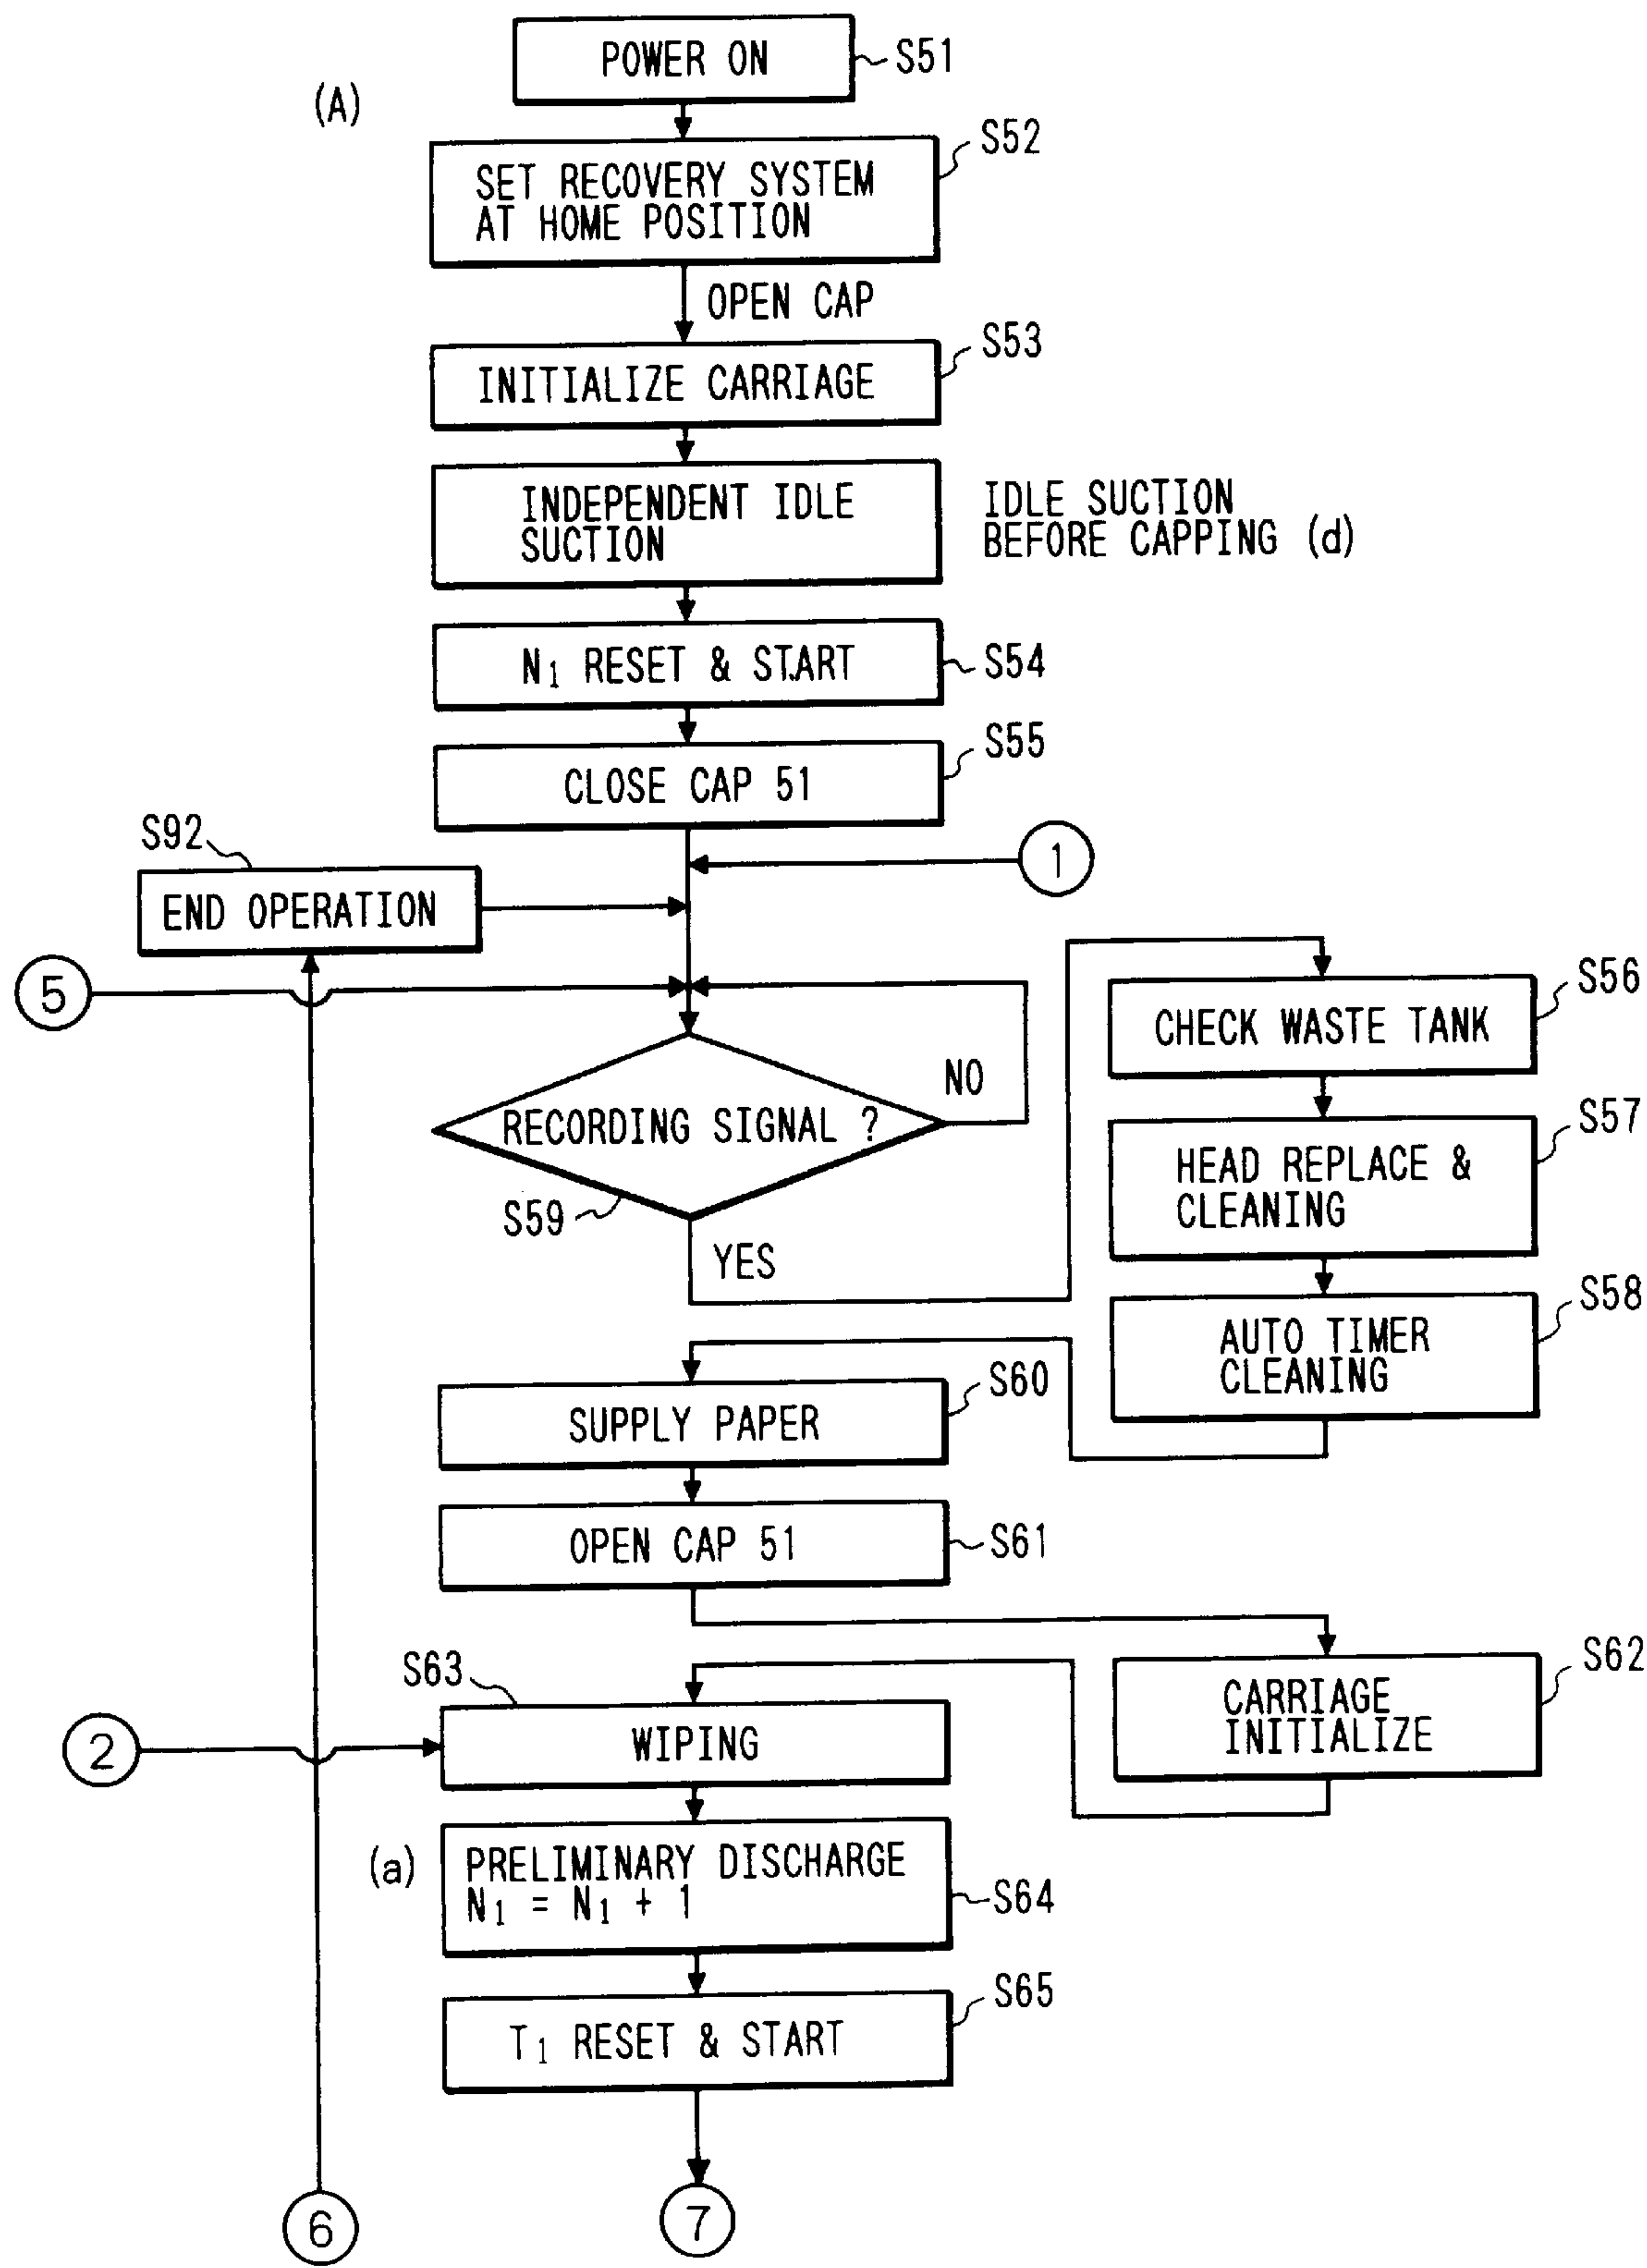 POWER ON
S51
(A)
S52
SET RECOVERY SYSTEM
AT HOME POSITION
OPEN CAP
S53
INITIALIZE CARRIAGE
INDEPENDENT IDLE
SUCTION
IDLE SUCTION
BEFORE CAPPING (d)
N1 RESET & START
S54
S55
CLOSE CAP 51
S92
1
END OPERATION
5
S56
CHECK WASTE TANK
NO
RECORDING SIGNAL ?
S57
HEAD REPLACE &
CLEANING
S59
YES
S58
AUTO TIMER
CLEANING
S60
SUPPLY PAPER
OPEN CAP 51
S61
S62
CARRIAGE
INITIALIZE
S63
2
WIPING
(a)
PRELIMINARY DISCHARGE
N1 = N1 + 1
S64
S65
T1 RESET & START
6
7